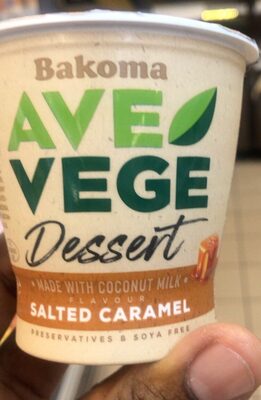 Bakoma
AVE
VEGE
Dessert
• MADE WITH COCONUT MILK •
FLAVOUR
SALTED CARAMEL
PRESERVATIVES & SOYA FREE